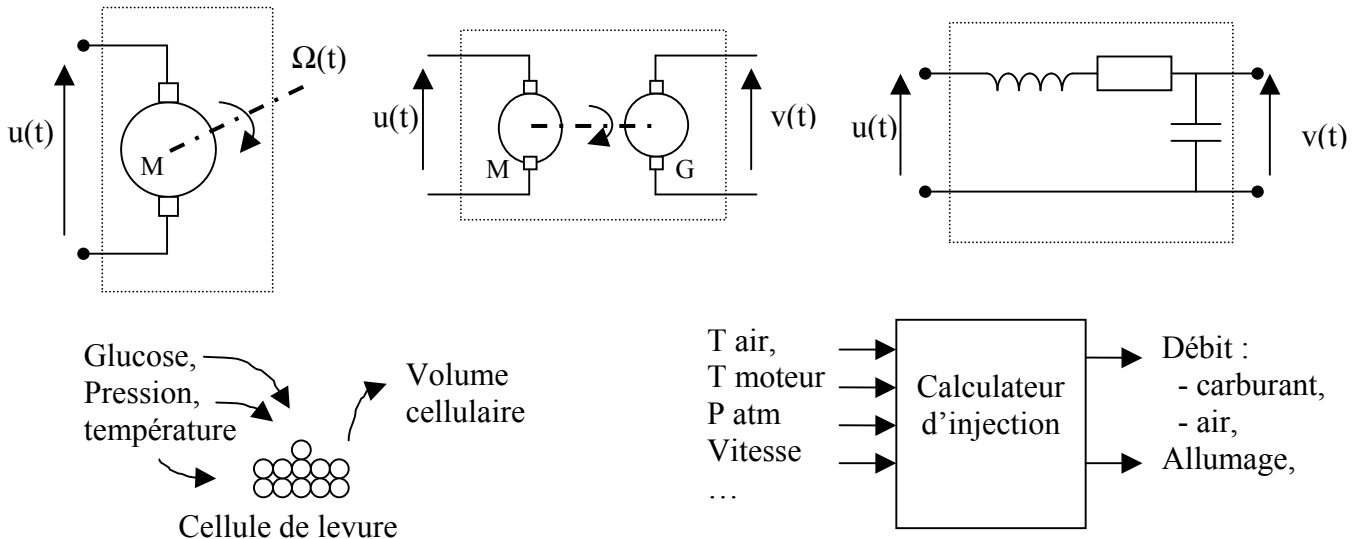 u(t)
M
Ω(t)
u(t)
M
G
v(t)
u(t)
v(t)
Glucose,
Pression,
température
Volume
cellulaire
Cellule de levure
T air,
T moteur
P atm
Vitesse
…
Calculateur
d’injection
Débit :
- carburant,
- air,
Allumage,